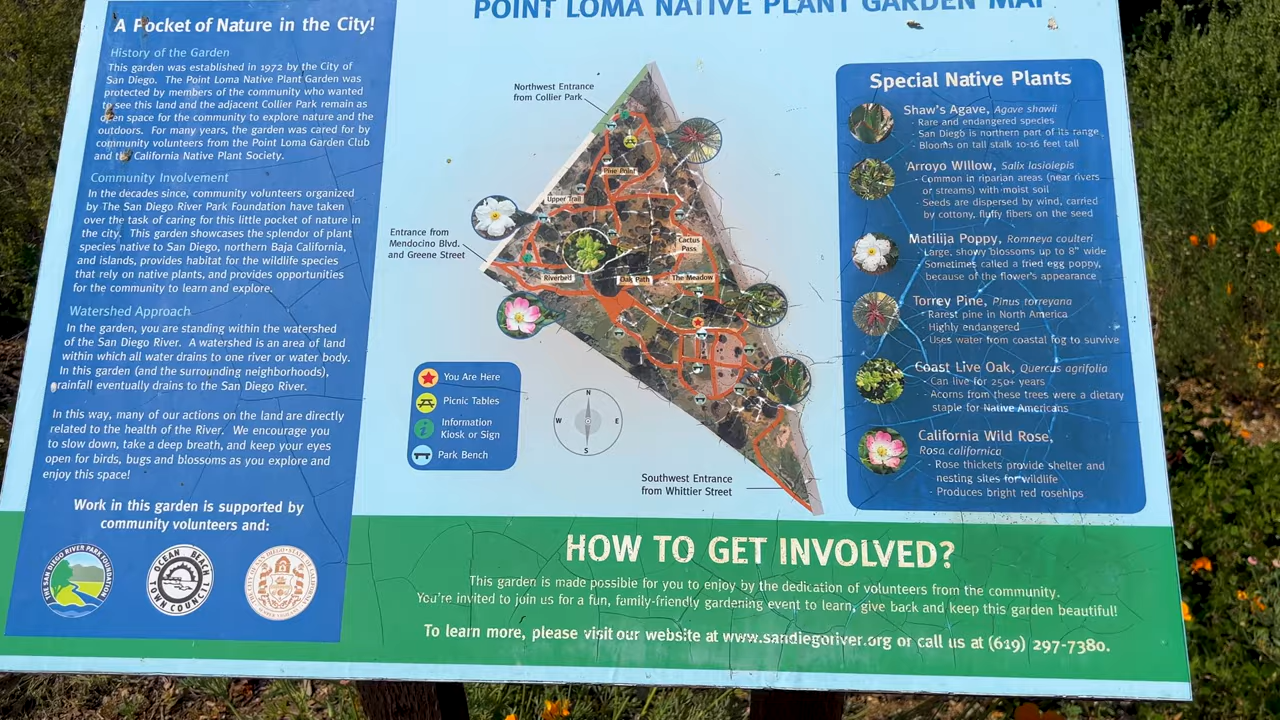 POINT LOMA NATIVE PLANT GARDEN MAP
A Pocket of Nature in the City!
History of the Garden
This garden was established in 1972 by the City of
San Diego. The Point Loma Native Plant Garden was
protected by members of the community who wanted
to see this land and the adjacent Collier Park remain as
open space for the community to explore nature and the
outdoors. For many years, the garden was cared for by
community volunteers from the Point Loma Garden Club
and the California Native Plant Society.
Community Involvement
In the decades since, community volunteers organized
by The San Diego River Park Foundation have taken
over the task of caring for this little pocket of nature in
the city. This garden showcases the splendor of plant
species native to San Diego, northern Baja California,
and islands, provides habitat for the wildlife species
that rely on native plants, and provides opportunities
for the community to learn and explore.
Watershed Approach
In the garden, you are standing within the watershed
of the San Diego River. A watershed is an area of land
within which all water drains to one river or water body.
In this garden (and the surrounding neighborhoods),
rainfall eventually drains to the San Diego River.
In this way, many of our actions on the land are directly
related to the health of the River. We encourage you
to slow down, take a deep breath, and keep your eyes
open for birds, bugs and blossoms as you explore and
enjoy this space!
Work in this garden is supported by
community volunteers and:
THE SAN DIEGO RIVER PARK FOUNDATION
OCEAN BEACH
TOWN COUNCIL
Northwest Entrance
from Collier Park
Pine Point
Upper Trail
Entrance from
Mendocino Blvd.
and Greene Street
Cactus
Pass
Riverbed
Oak Path
The Meadow
You Are Here
Picnic Tables
Information
Kiosk or Sign
Park Bench
N
W
E
S
Southwest Entrance
from Whittier Street
Special Native Plants
Shaw's Agave, Agave shawii
- Rare and endangered species
- San Diego is northern part of its range
- Blooms on tall stalk 10-16 feet tall
Arroyo Willow, Salix lasiolepis
- Common in riparian areas (near rivers
or streams) with moist soil
- Seeds are dispersed by wind, carried
by cottony, fluffy fibers on the seed
Matilija Poppy, Romneya coulteri
- Large, showy blossoms up to 8" wide
Sometimes called a fried egg poppy,
because of the flower's appearance
Torrey Pine, Pinus torreyana
- Rarest pine in North America
- Highly endangered
- Uses water from coastal fog to survive
Coast Live Oak, Quercus agrifolia
- Can live for 250+ years
- Acorns from these trees were a dietary
staple for Native Americans
California Wild Rose,
Rosa californica
- Rose thickets provide shelter and
nesting sites for wildlife
- Produces bright red rosehips
HOW TO GET INVOLVED?
This garden is made possible for you to enjoy by the dedication of volunteers from the community.
You're invited to join us for a fun, family-friendly gardening event to learn, give back and keep this garden beautiful!
To learn more, please visit our website at www.sandiegoriver.org or call us at (619) 297-7380.